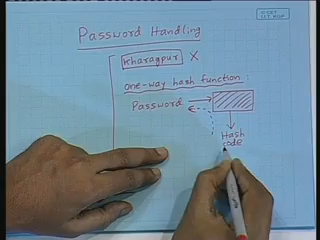 Password Handling
Kharagpur X
one-way hash function :
Password
Hash
code